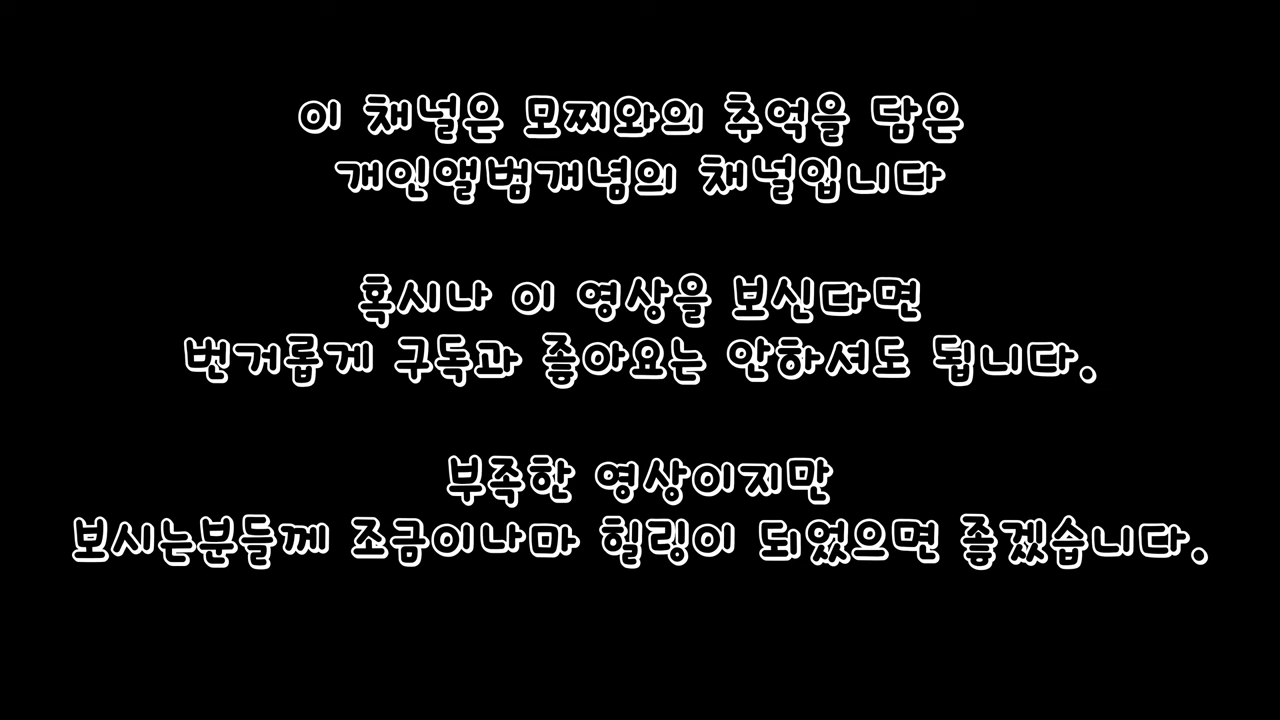 이 채널은 모찌와의 추억을 담은
개인앨범개념의 채널입니다
혹시나 이 영상을 보신다면
번거롭게 구독과 좋아요는 안하셔도 됩니다.
부족한 영상이지만
보시는분들께 조금이나마 힐링이 되었으면 좋겠습니다.